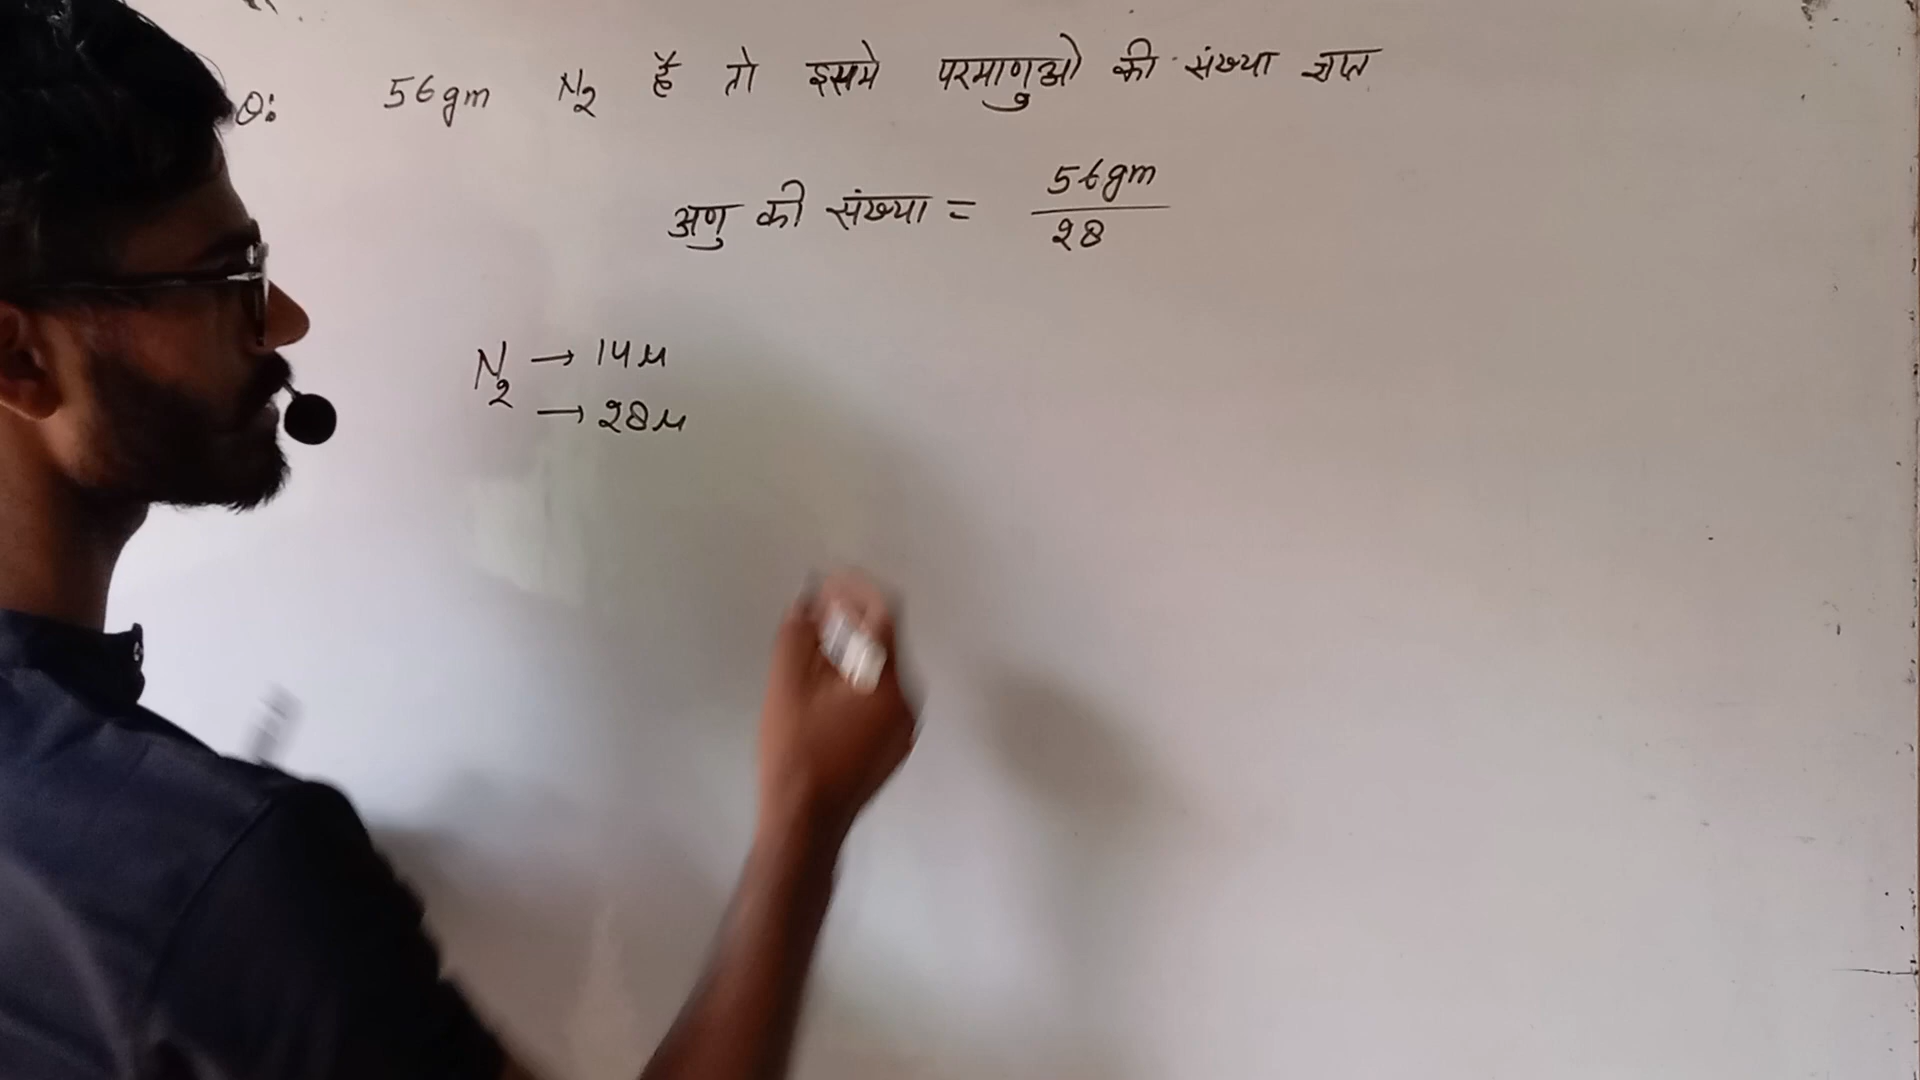 Q: 56gm N₂ है तो इसमे परमाणुओ की संख्या ज्ञात
अणु की संख्या = 56gm / 28
N₂ → 14u
→ 28u